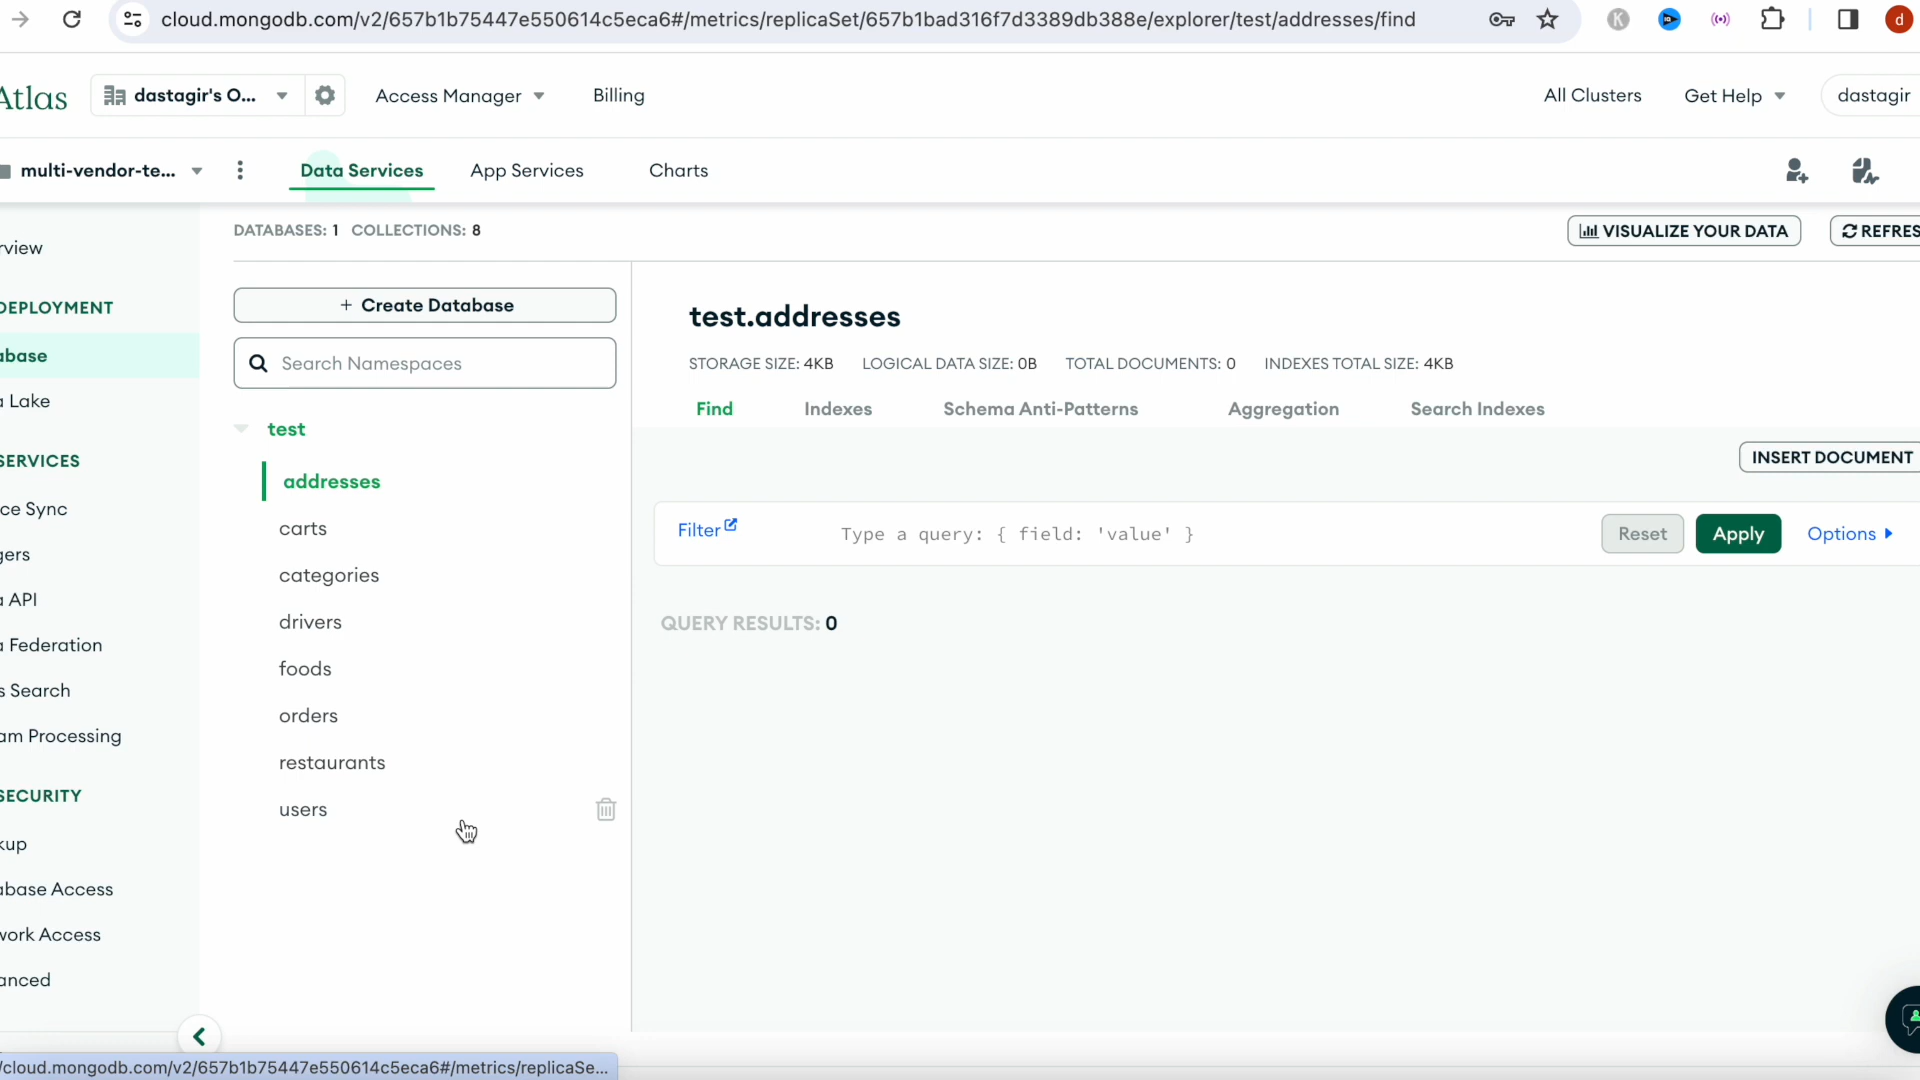 cloud.mongodb.com/v2/657b1b75447e550614c5eca6#/metrics/replicaSet/657b1bad316f7d3389db388e/explorer/test/addresses/find
K
d
Atlas
dastagir's O...
Access Manager
Billing
All Clusters
Get Help
dastagir
multi-vendor-te...
Data Services
App Services
Charts
DATABASES: 1 COLLECTIONS: 8
VISUALIZE YOUR DATA
REFRES
rview
DEPLOYMENT
abase
a Lake
SERVICES
ce Sync
gers
a API
a Federation
s Search
am Processing
SECURITY
kup
abase Access
work Access
anced
+ Create Database
Search Namespaces
test
addresses
carts
categories
drivers
foods
orders
restaurants
users
test.addresses
STORAGE SIZE: 4KB LOGICAL DATA SIZE: 0B TOTAL DOCUMENTS: 0 INDEXES TOTAL SIZE: 4KB
Find
Indexes
Schema Anti-Patterns
Aggregation
Search Indexes
INSERT DOCUMENT
Filter
Type a query: { field: 'value' }
Reset
Apply
Options
QUERY RESULTS: 0
/cloud.mongodb.com/v2/657b1b75447e550614c5eca6#/metrics/replicaSe...